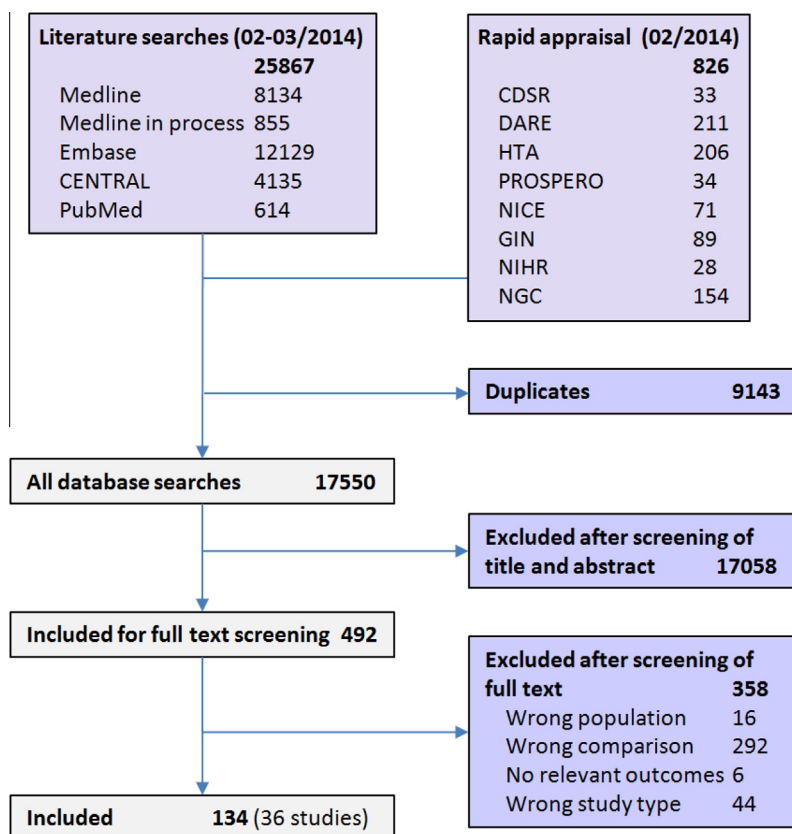 Literature searches (02-03/2014)
25867
Medline 8134
Medline in process 855
Embase 12129
CENTRAL 4135
PubMed 614
Rapid appraisal (02/2014)
826
CDSR 33
DARE 211
HTA 206
PROSPERO 34
NICE 71
GIN 89
NIHR 28
NGC 154
Duplicates 9143
All database searches 17550
Excluded after screening of
title and abstract 17058
Included for full text screening 492
Excluded after screening of
full text 358
Wrong population 16
Wrong comparison 292
No relevant outcomes 6
Wrong study type 44
Included 134 (36 studies)